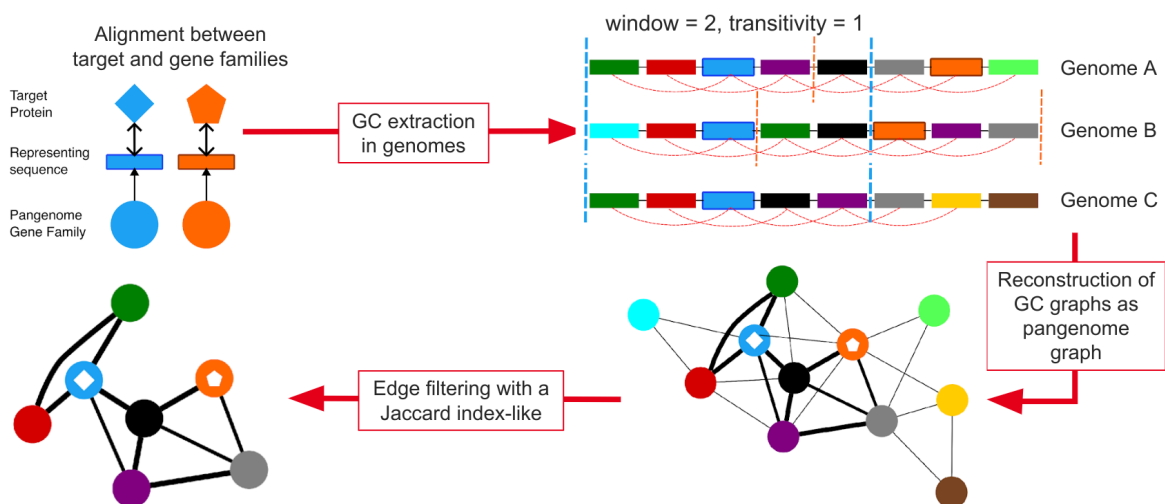 Alignment between
target and gene families
Target
Protein
Representing
sequence
Pangenome
Gene Family
GC extraction
in genomes
window = 2, transitivity = 1
Genome A
Genome B
Genome C
Reconstruction of
GC graphs as
pangenome
graph
Edge filtering with a
Jaccard index-like